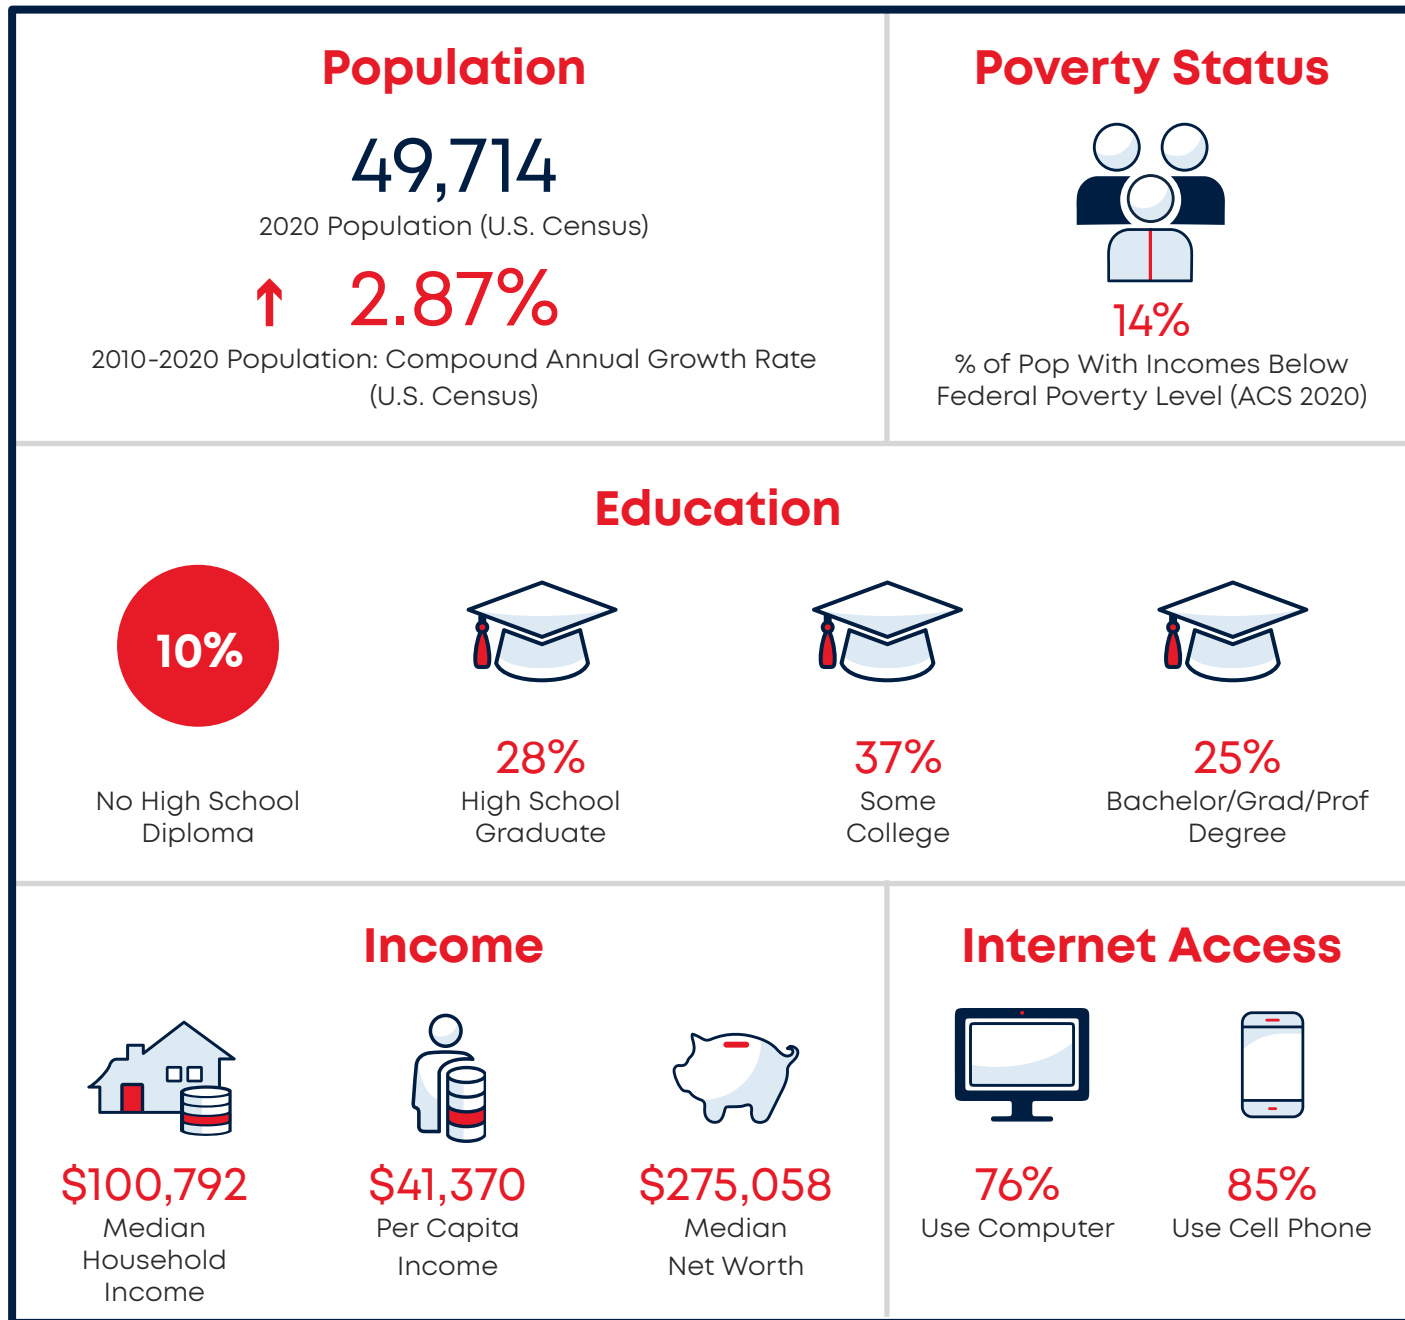 Population
49,714
2020 Population (U.S. Census)
2.87%
2010-2020 Population: Compound Annual Growth Rate
(U.S. Census)
Poverty Status
14%
% of Pop With Incomes Below
Federal Poverty Level (ACS 2020)
Education
10%
No High School
Diploma
28%
High School
Graduate
37%
Some
College
25%
Bachelor/Grad/Prof
Degree
Income
$100,792
Median
Household
Income
$41,370
Per Capita
Income
$275,058
Median
Net Worth
Internet Access
76%
Use Computer
85%
Use Cell Phone